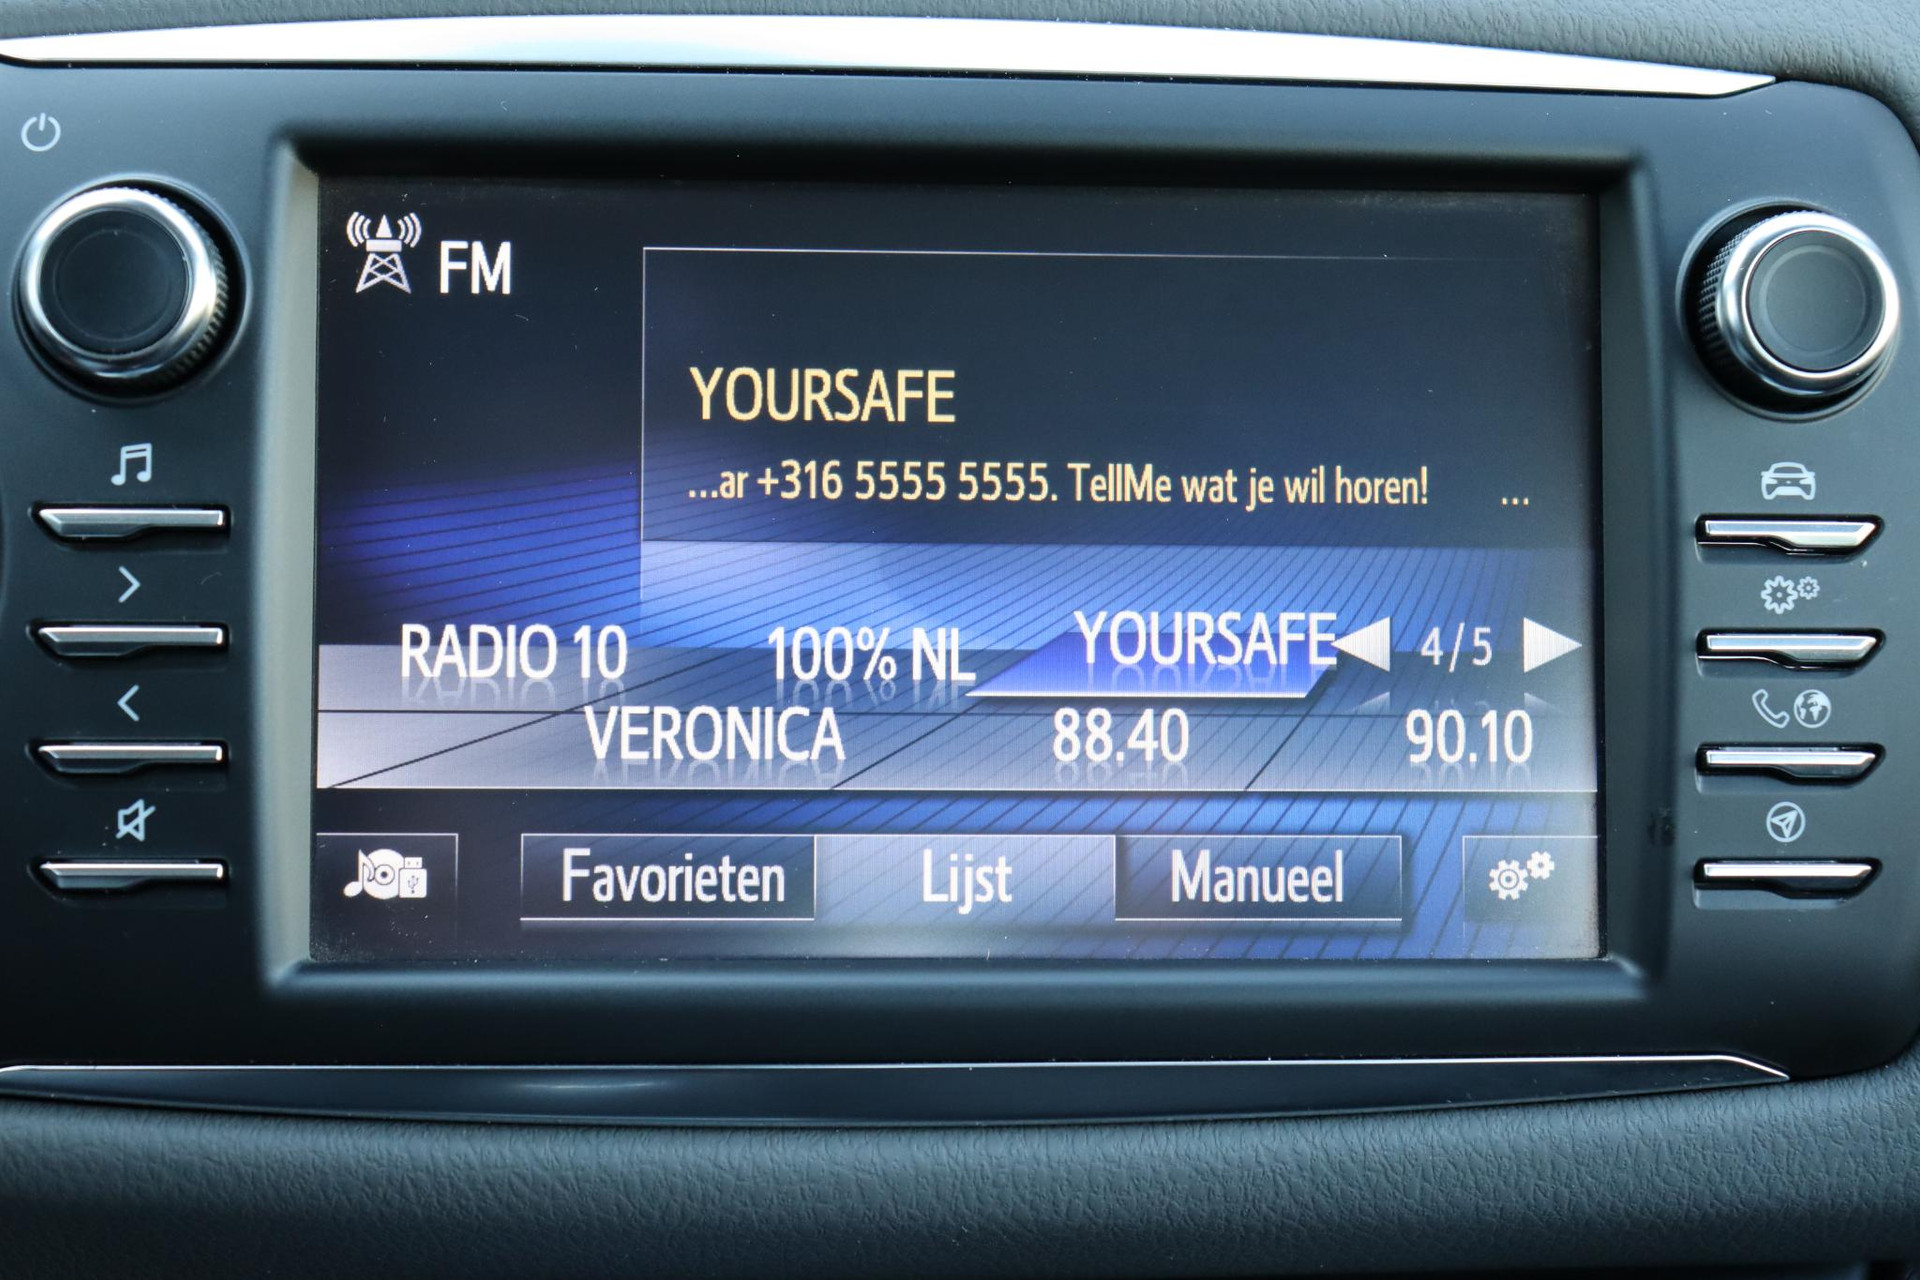 FM
YOURSAFE
...ar +316 5555 5555. TellMe wat je wil horen! ...
RADIO 10 100% NL YOURSAFE 4/5
VERONICA 88.40 90.10
Favorieten Lijst Manueel